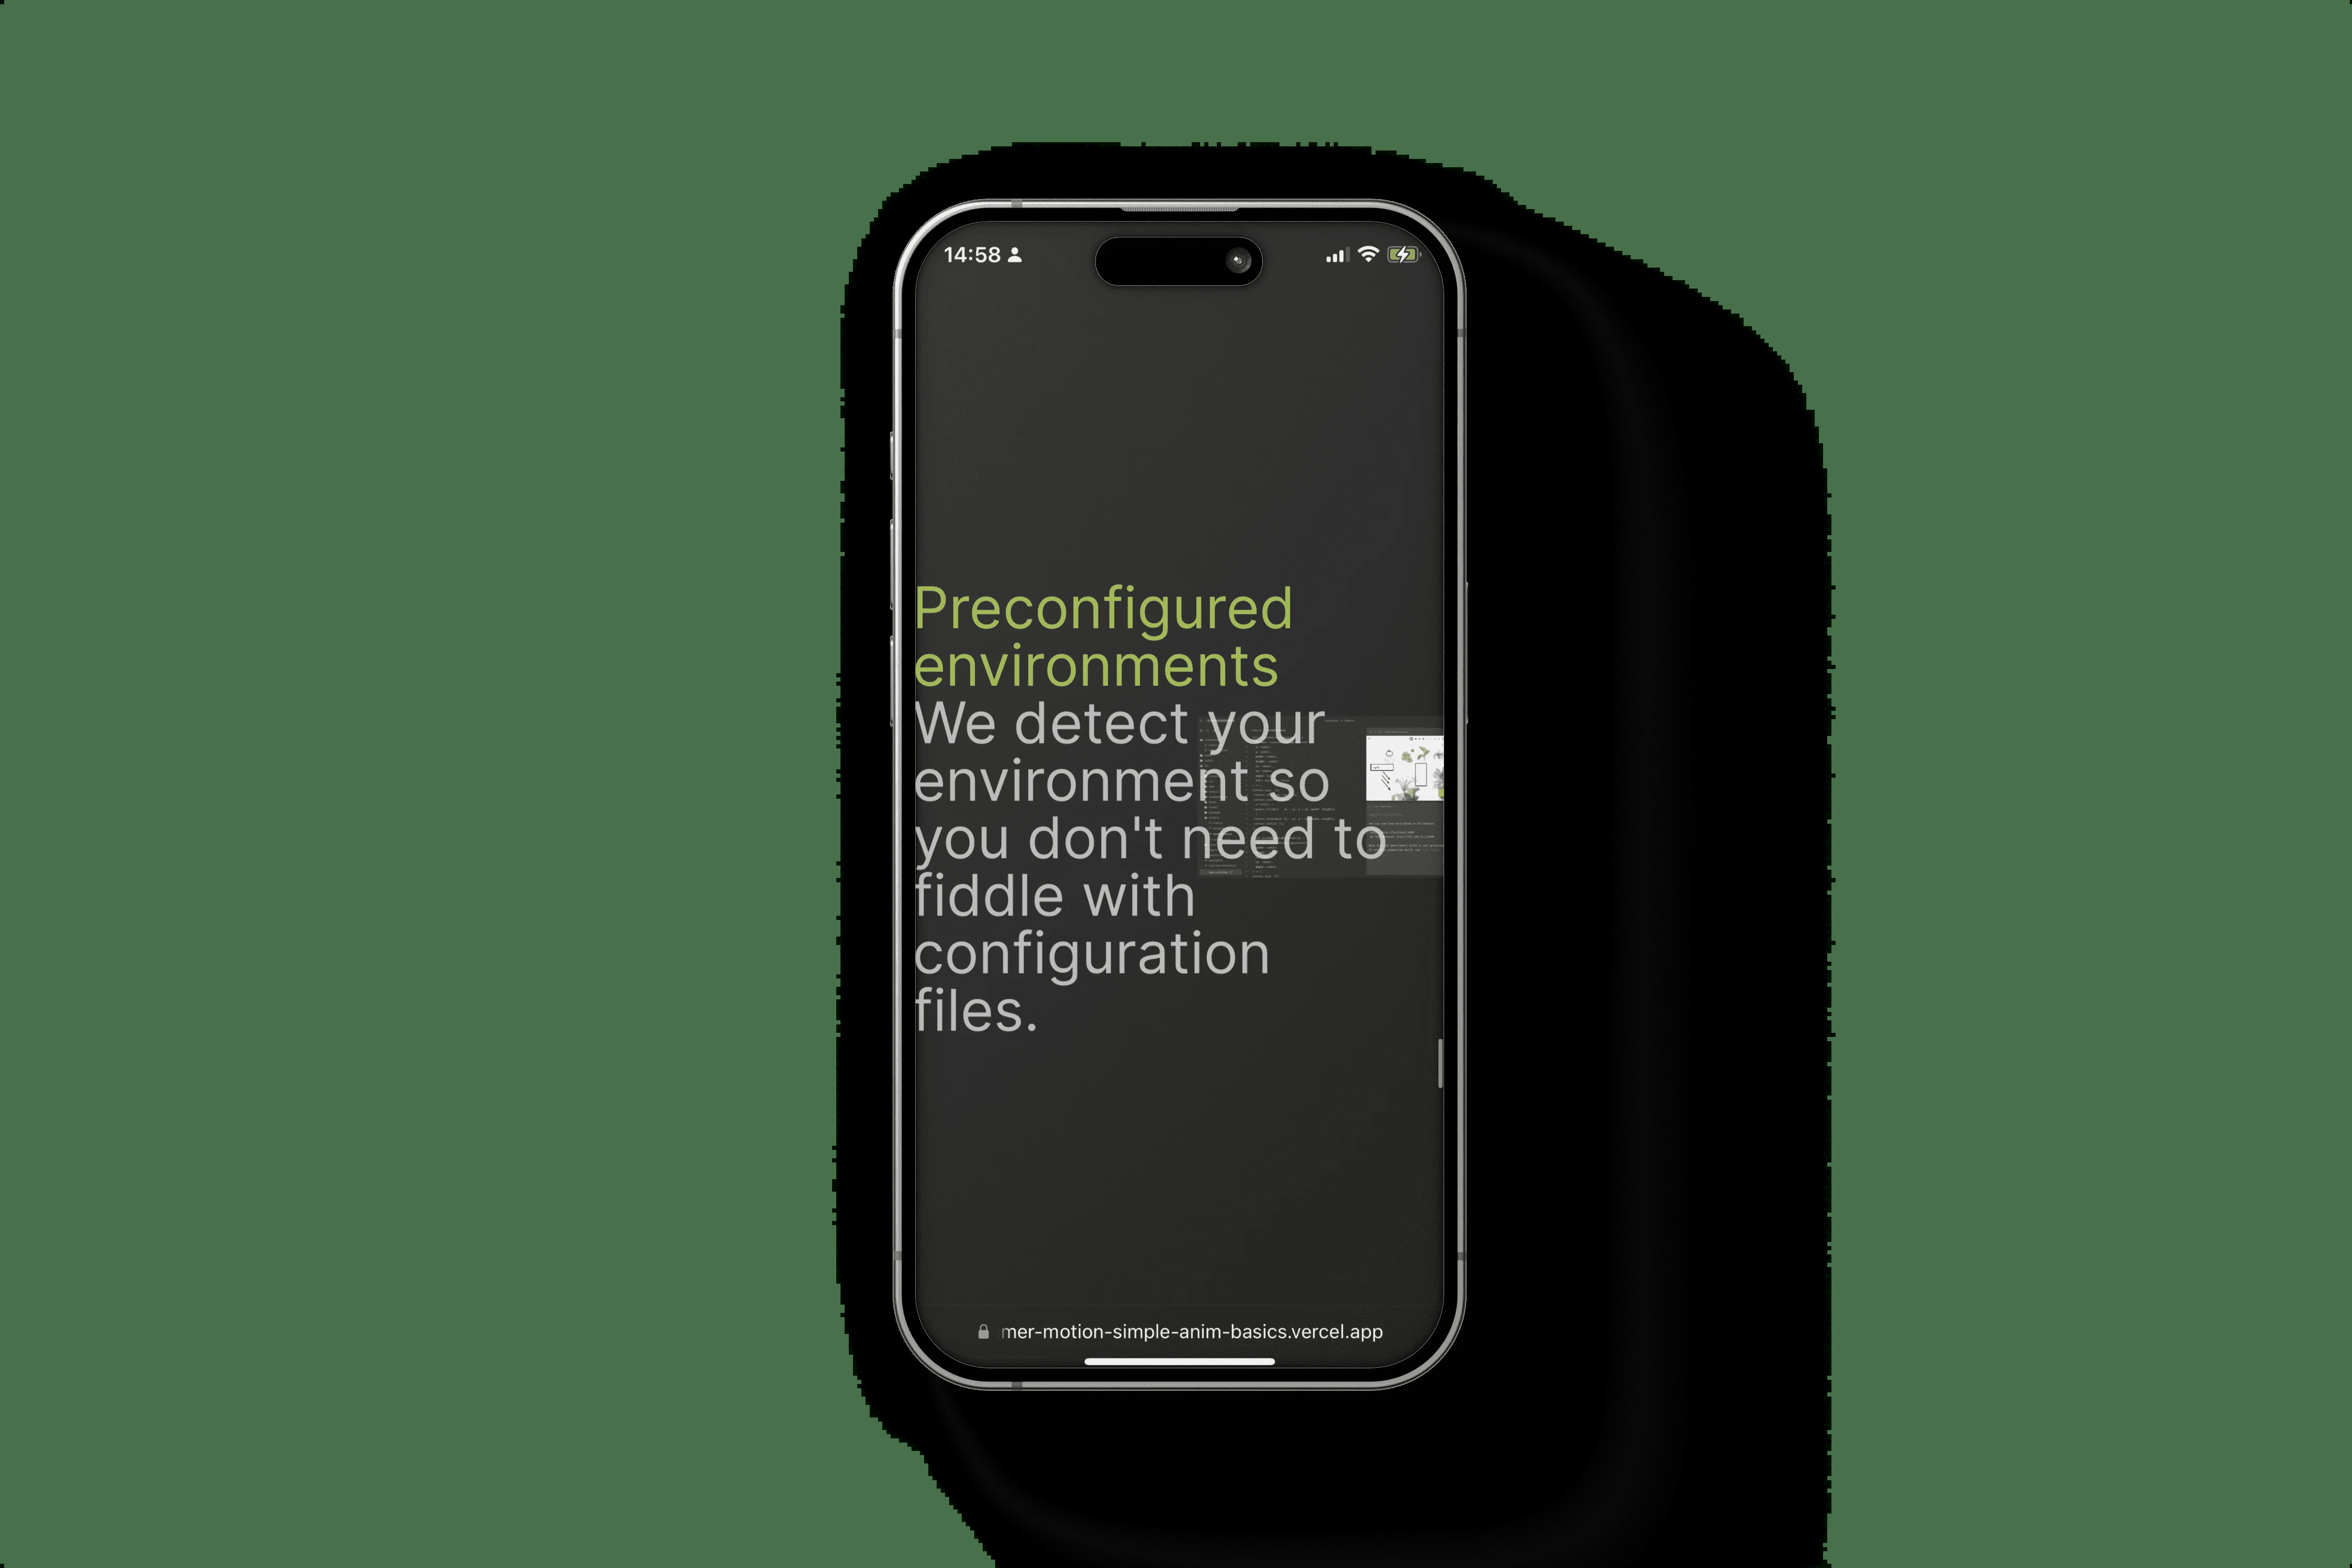 14:58
Preconfigured
environments
We detect your
environment so
you don't need to
fiddle with
configuration
files.
mer-motion-simple-anim-basics.vercel.app